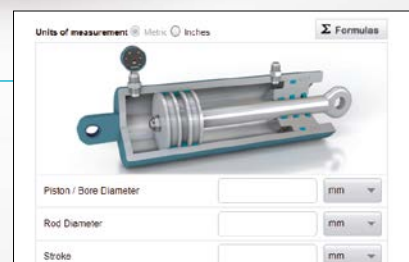 Units of measurement Metric Inches
Σ Formulas
Piston / Bore Diameter mm
Rod Diameter mm
Stroke mm